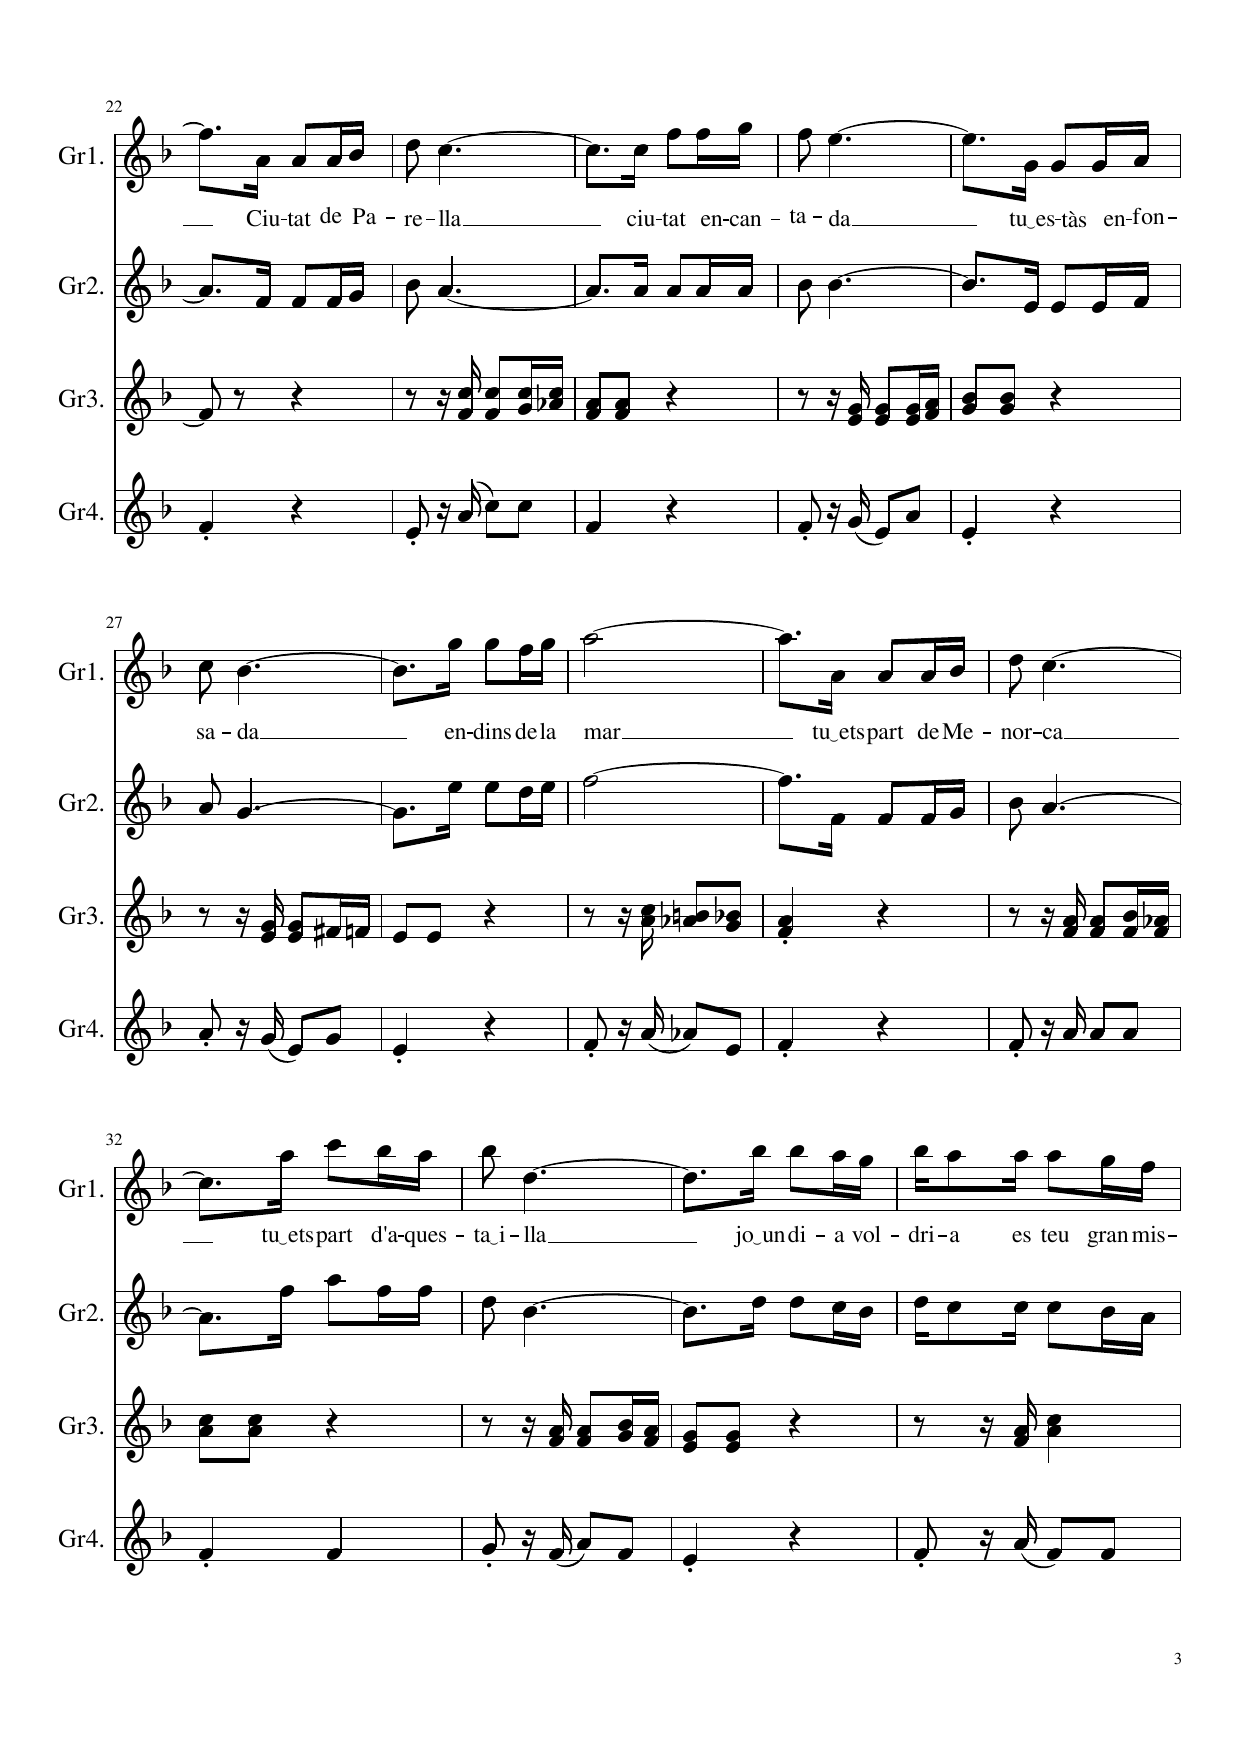 22
Gr1.
Ciu-tat de Pa - re - lla ciu-tat en-can - ta - da tu‿es-tàs en-fon-
Gr2.
Gr3.
Gr4.
27
Gr1.
sa - da en-dins de la mar tu‿ets part de Me - nor-ca
Gr2.
Gr3.
Gr4.
32
Gr1.
tu‿ets part d'a-ques - ta‿i - lla jo‿un di - a vol - dri-a es teu gran mis-
Gr2.
Gr3.
Gr4.
3